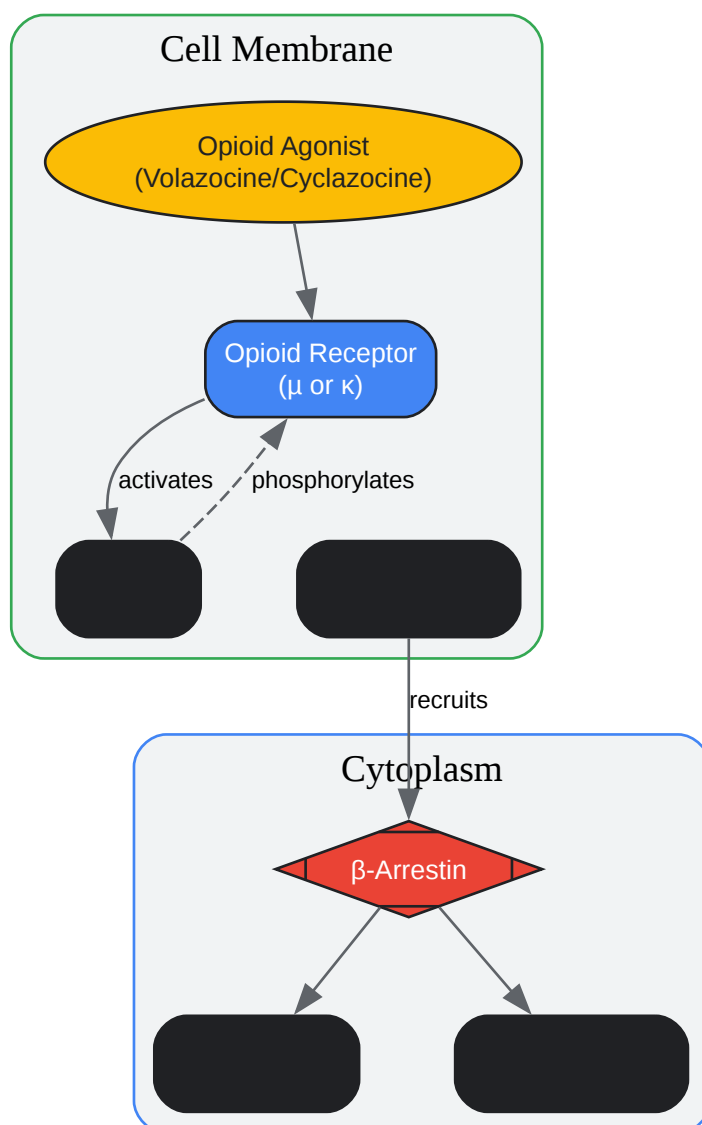 Cell Membrane
Opioid Agonist
(Volazocine/Cyclazocine)
Opioid Receptor
(μ or κ)
activates
phosphorylates
recruits
Cytoplasm
β-Arrestin